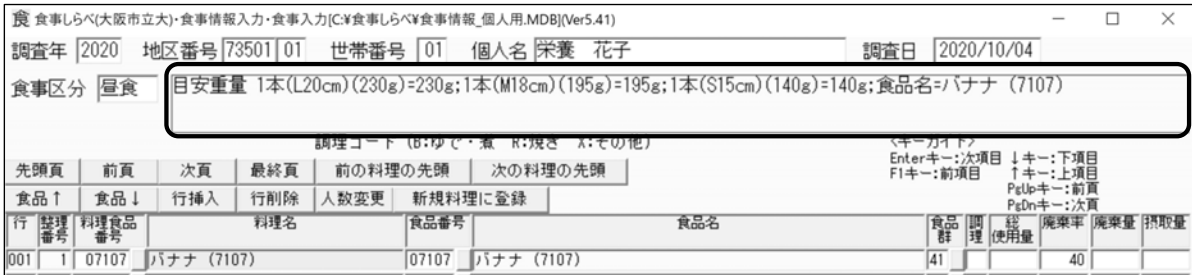 食 食事しらべ(大阪市立大)・食事情報入力・食事入力[C:¥食事しらべ¥食事情報_個人用.MDB](Ver5.41)
調査年 2020 地区番号 73501 01 世帯番号 01 個人名 栄養 花子 調査日 2020/10/04
食事区分 昼食 目安重量 1本(L20cm)(230g)=230g;1本(M18cm)(195g)=195g;1本(S15cm)(140g)=140g;食品名=バナナ (7107)
調理コード (B:ゆで・煮 R:焼き X:その他) <キーガイド>
Enterキー:次項目 ↓キー:下項目
F1キー:前項目 ↑キー:上項目
PgUpキー:前頁
PgDnキー:次頁
先頭頁 前頁 次頁 最終頁 前の料理の先頭 次の料理の先頭
食品↑ 食品↓ 行挿入 行削除 人数変更 新規料理に登録
行 整理番号 料理食品番号 料理名 食品番号 食品名 食品群 調理 総使用量 廃棄率 廃棄量 摂取量
001 1 07107 バナナ (7107) 07107 バナナ (7107) 41 40